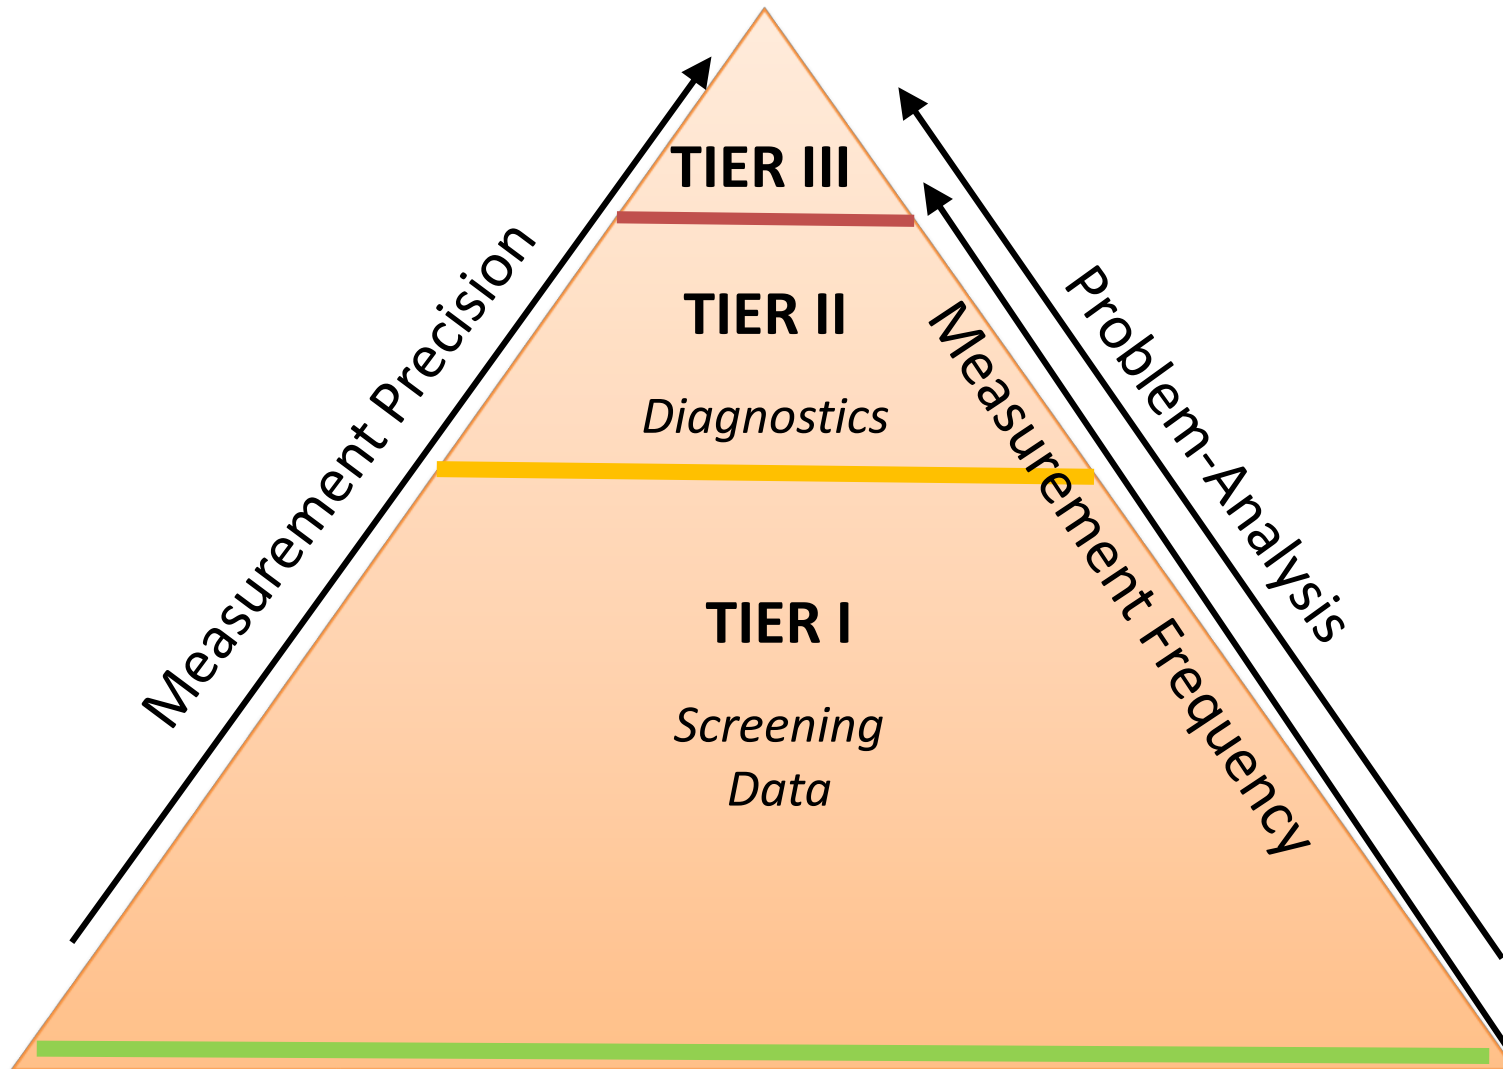 TIER III
TIER II
Diagnostics
TIER I
Screening
Data
Measurement Precision
Measurement Frequency
Problem-Analysis